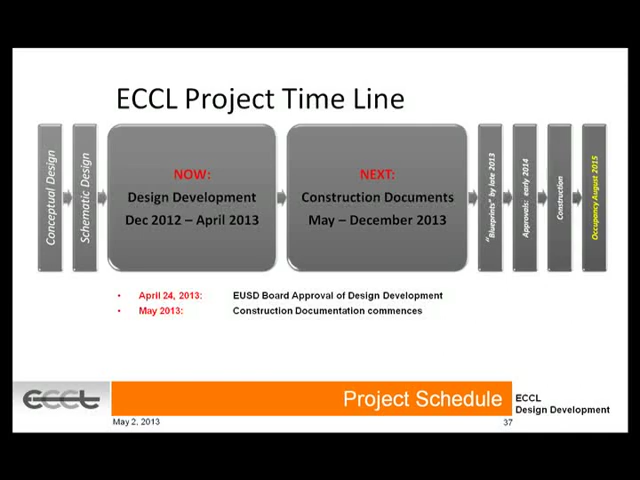 ECCL Project Time Line
Conceptual Design
Schematic Design
NOW:
Design Development
Dec 2012 – April 2013
NEXT:
Construction Documents
May – December 2013
"Blueprints" by late 2013
Approvals: early 2014
Construction
Occupancy August 2015
• April 24, 2013: EUSD Board Approval of Design Development
• May 2013: Construction Documentation commences
ECCL
Project Schedule
ECCL
Design Development
May 2, 2013
37